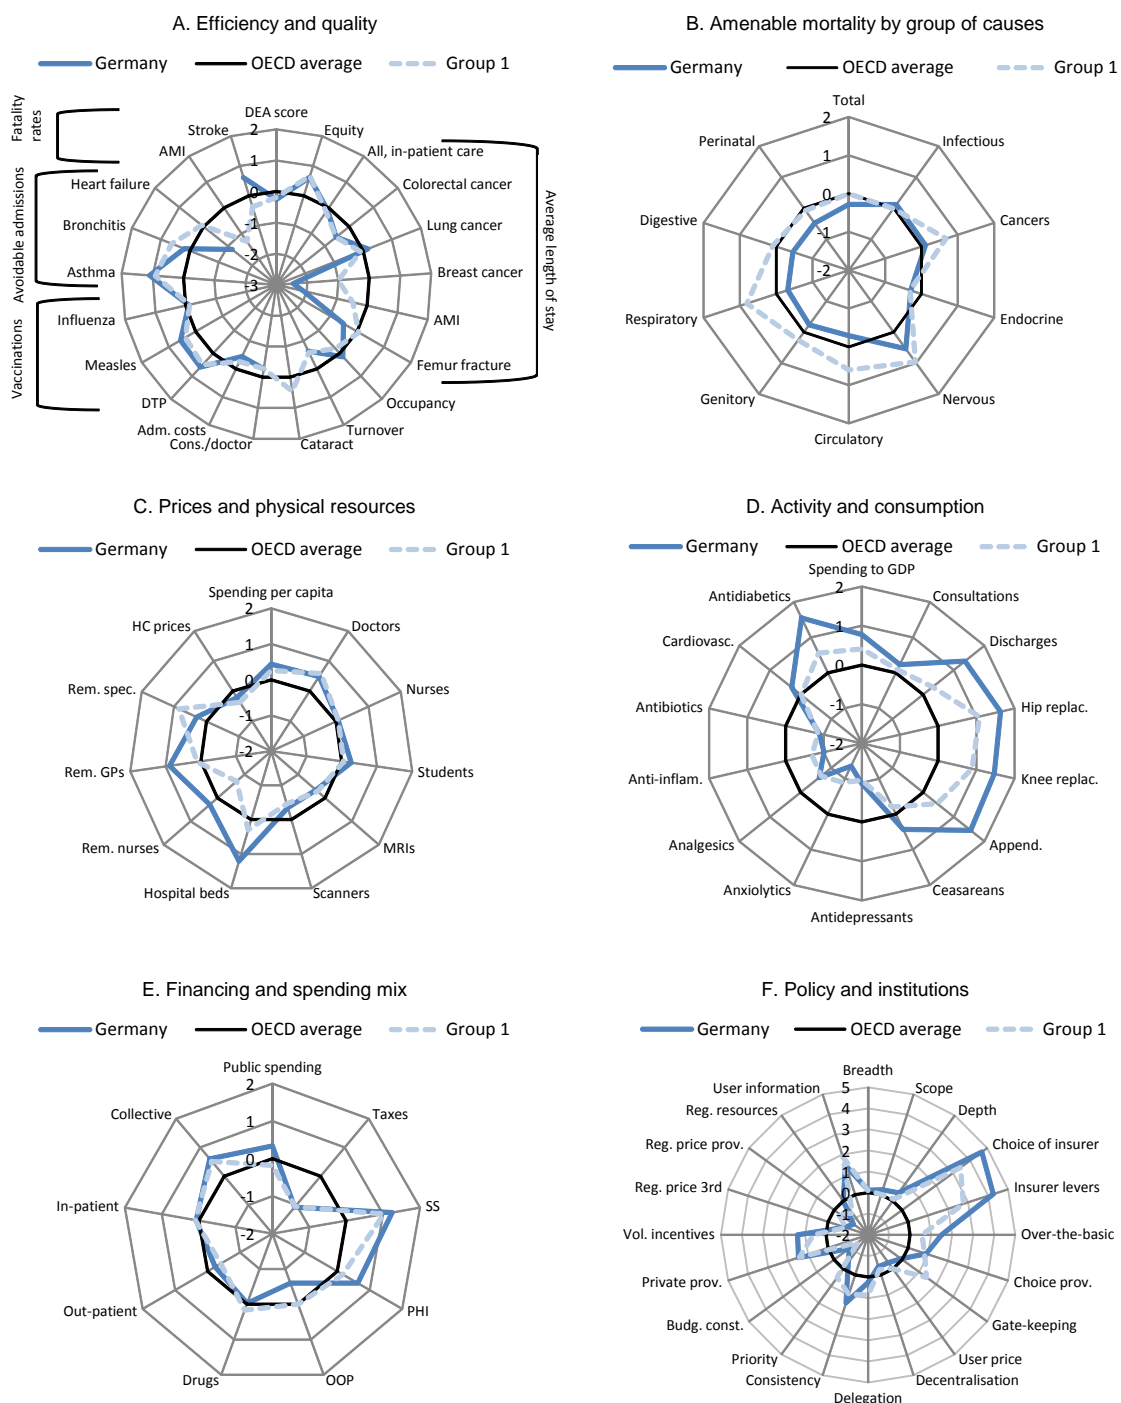 A. Efficiency and quality
Germany OECD average Group 1
Fatality rates
Avoidable admissions
Vaccinations
Average length of stay
DEA score
Equity
All, in-patient care
Colorectal cancer
Lung cancer
Breast cancer
AMI
Femur fracture
Occupancy
Turnover
Cataract
Cons./doctor
Adm. costs
DTP
Measles
Influenza
Asthma
Bronchitis
Heart failure
AMI
Stroke
2
1
0
-1
-2
-3
B. Amenable mortality by group of causes
Germany OECD average Group 1
Total
Infectious
Cancers
Endocrine
Nervous
Circulatory
Genitory
Respiratory
Digestive
Perinatal
2
1
0
-1
-2
C. Prices and physical resources
Germany OECD average Group 1
Spending per capita
Doctors
Nurses
Students
MRIs
Scanners
Hospital beds
Rem. nurses
Rem. GPs
Rem. spec.
HC prices
2
1
0
-1
-2
D. Activity and consumption
Germany OECD average Group 1
Spending to GDP
Consultations
Discharges
Hip replac.
Knee replac.
Append.
Ceasareans
Antidepressants
Anxiolytics
Analgesics
Anti-inflam.
Antibiotics
Cardiovasc.
Antidiabetics
2
1
0
-1
-2
E. Financing and spending mix
Germany OECD average Group 1
Public spending
Taxes
SS
PHI
OOP
Drugs
Out-patient
In-patient
Collective
2
1
0
-1
-2
F. Policy and institutions
Germany OECD average Group 1
Breadth
Scope
Depth
Choice of insurer
Insurer levers
Over-the-basic
Choice prov.
Gate-keeping
User price
Decentralisation
Delegation
Consistency
Priority
Budg. const.
Private prov.
Vol. incentives
Reg. price 3rd
Reg. price prov.
Reg. resources
User information
5
4
3
2
1
0
-1
-2